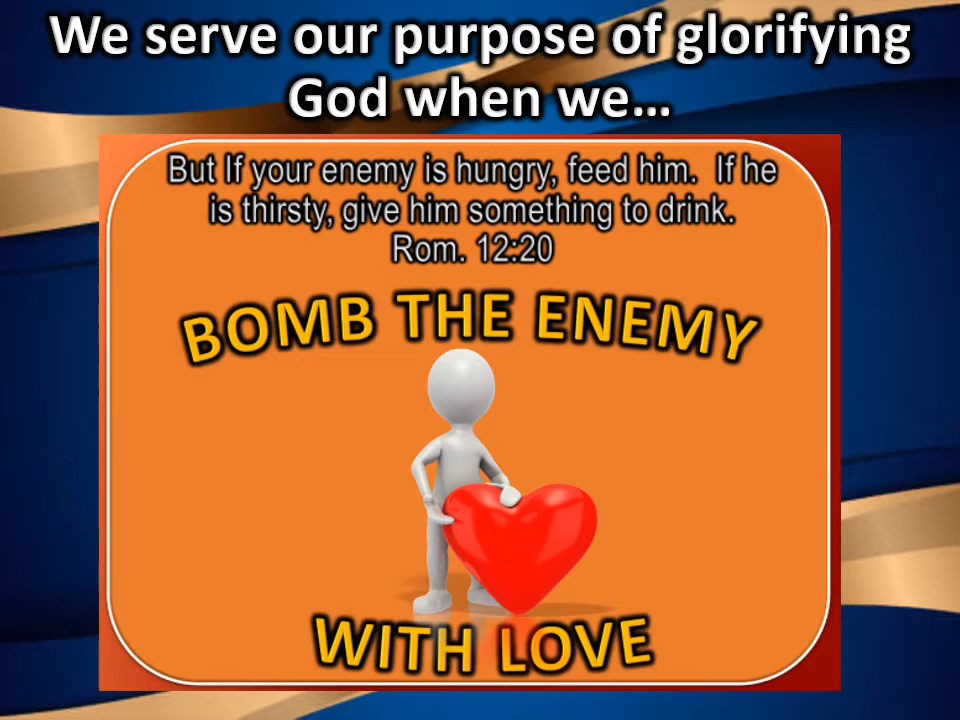 We serve our purpose of glorifying
God when we...
But If your enemy is hungry, feed him.  If he
is thirsty, give him something to drink.
Rom.  12:20
BOMB THE ENEMY
WITH LOVE